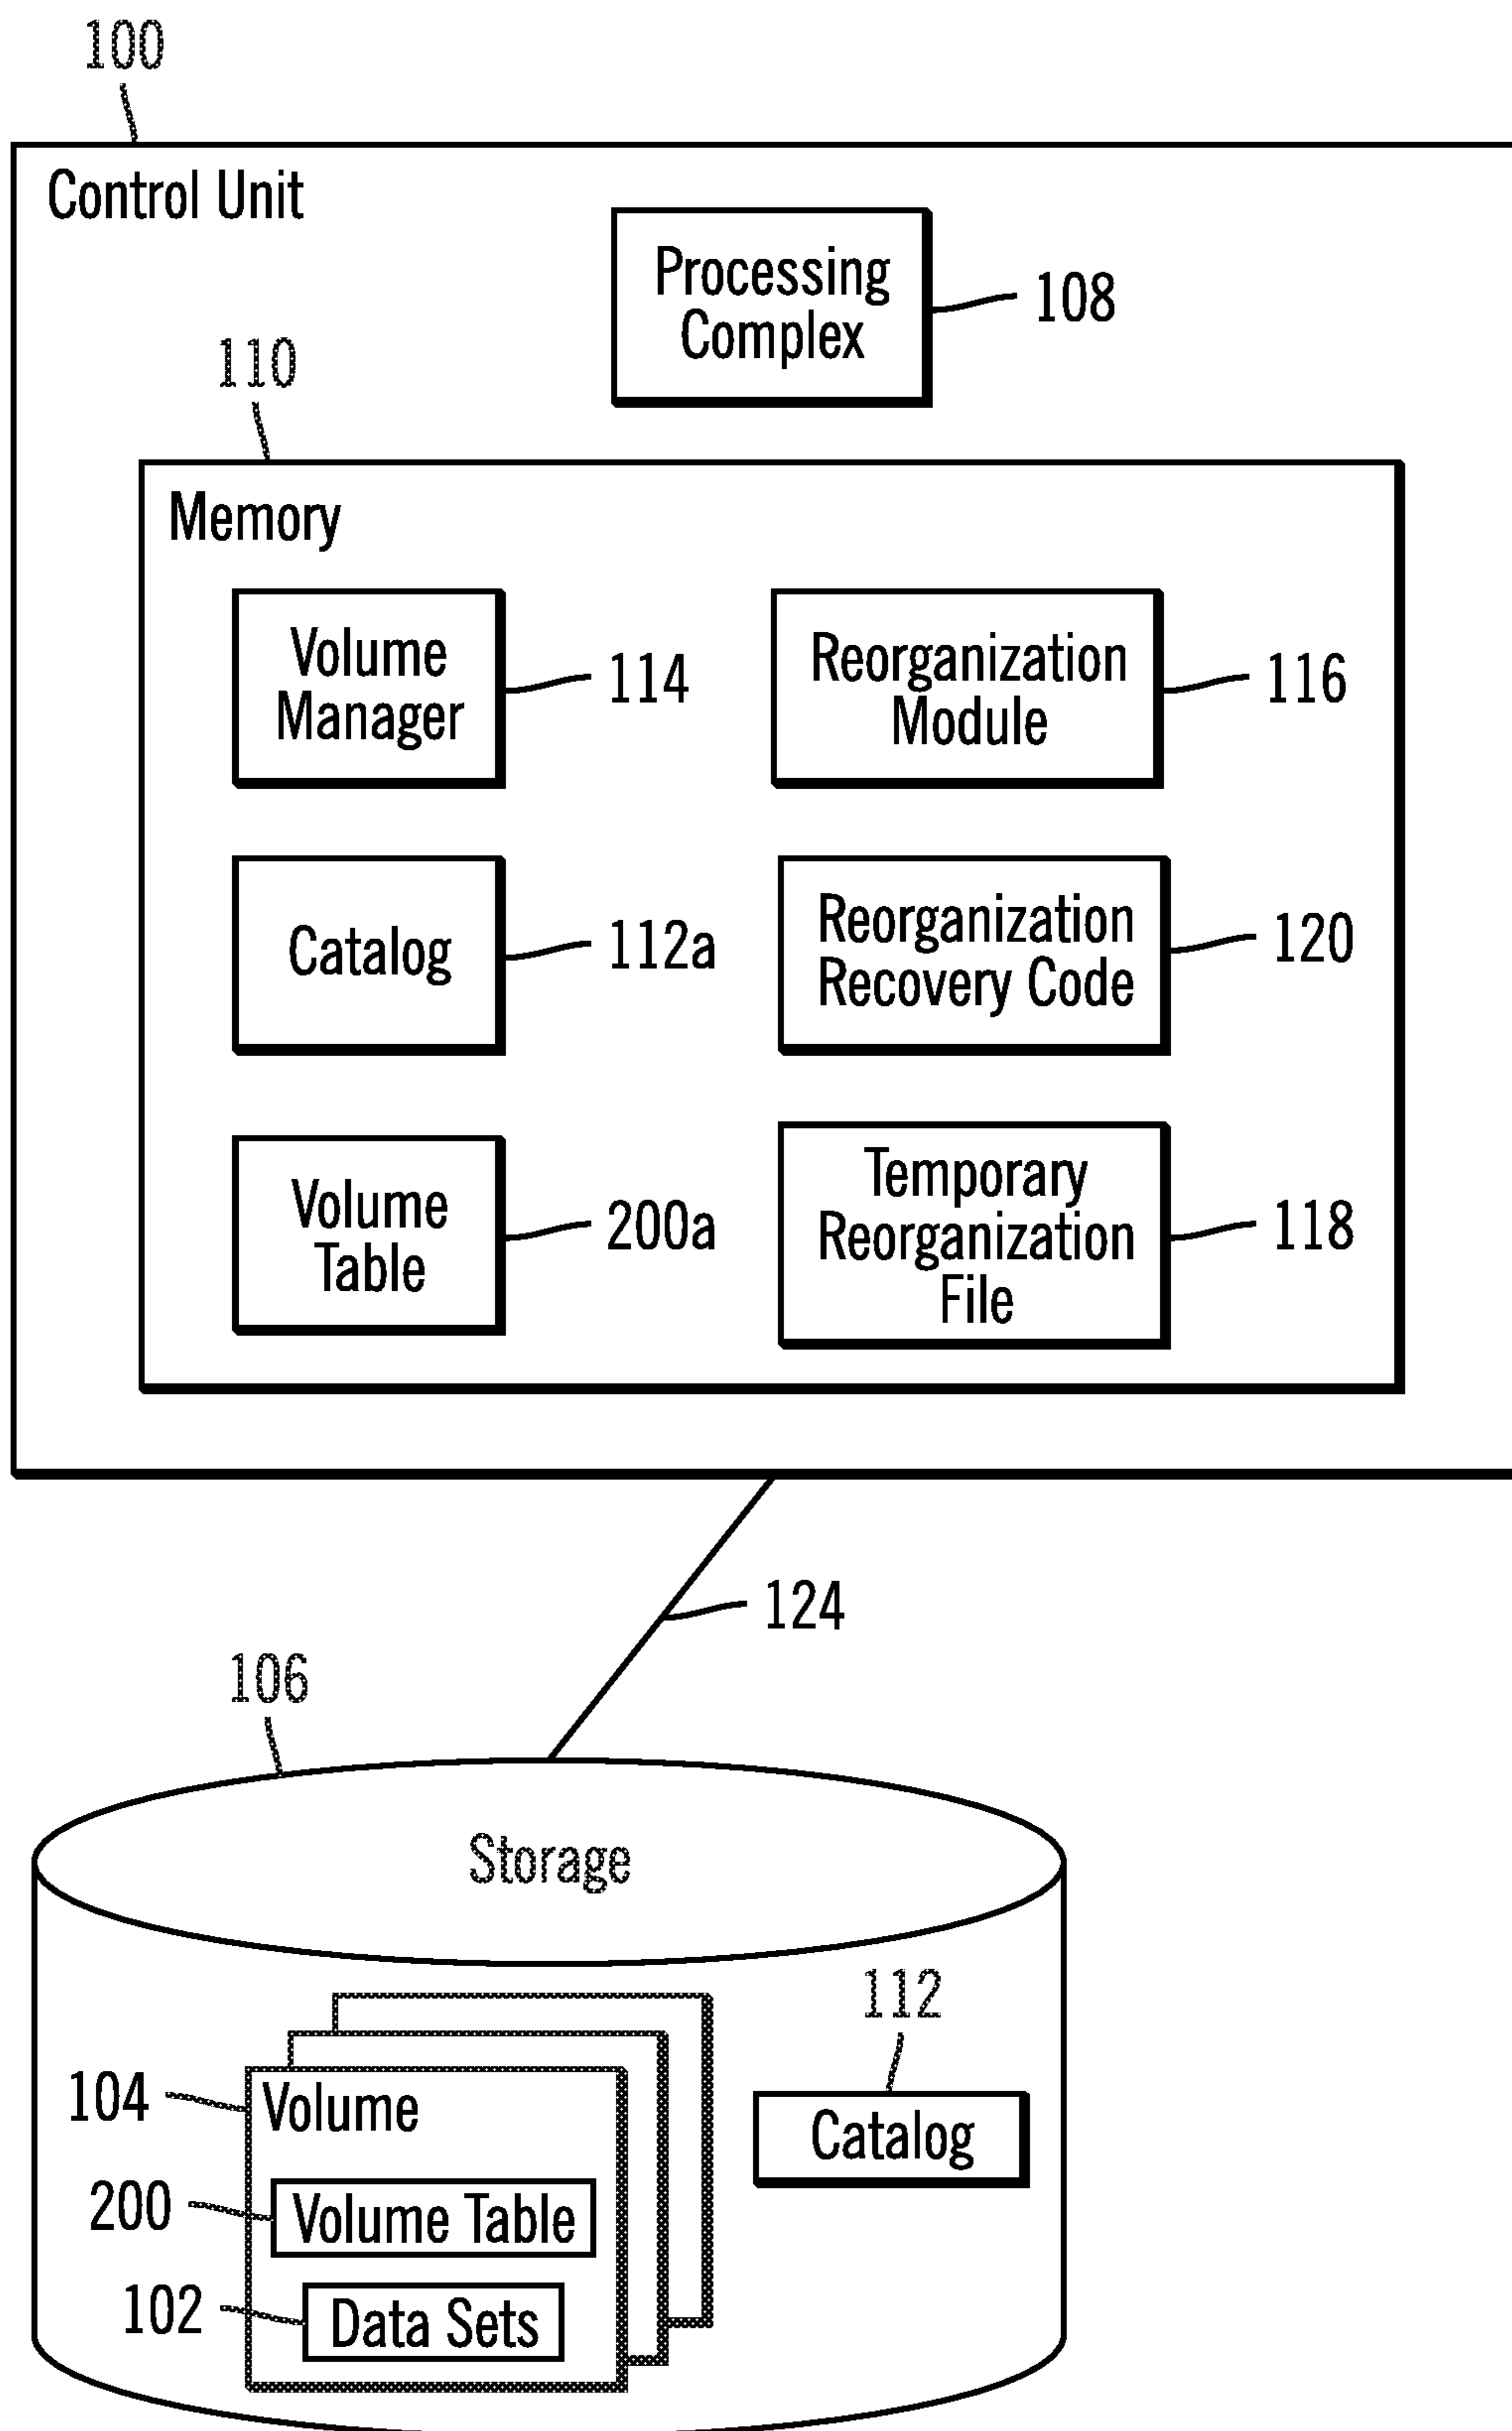 100
Control Unit
Processing
Complex
108
110
Memory
Volume
Manager
114
Reorganization
Module
116
Catalog
112a
Reorganization
Recovery Code
120
Volume
Table
200a
Temporary
Reorganization
File
118
124
106
Storage
112
104
Volume
Catalog
200
Volume Table
102
Data Sets